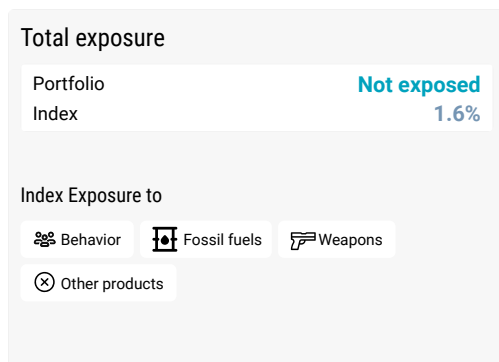 Total exposure
Portfolio Not exposed
Index 1.6%
Index Exposure to
Behavior Fossil fuels Weapons
Other products